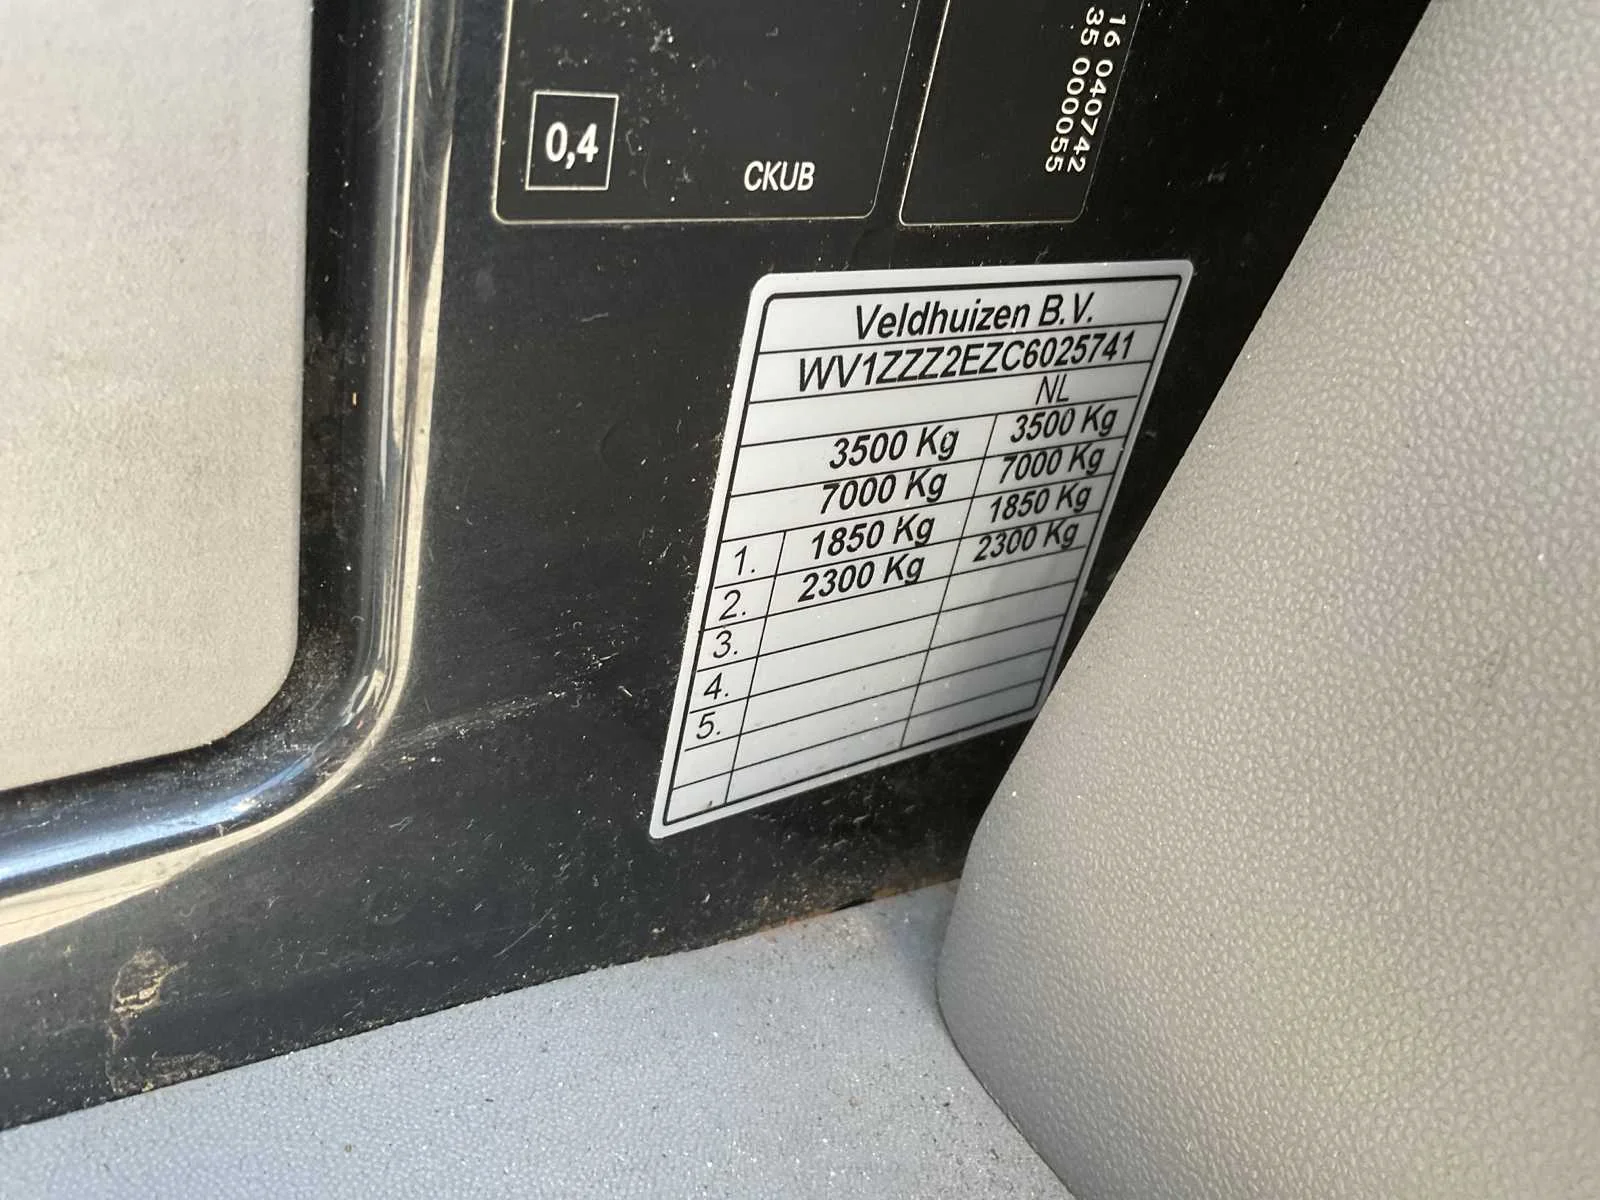 0,4
CKUB
16 040742
35 000055
Veldhuizen B.V.
WV1ZZZ2EZC6025741
NL
3500 Kg 3500 Kg
7000 Kg 7000 Kg
1. 1850 Kg 1850 Kg
2. 2300 Kg 2300 Kg
3.
4.
5.